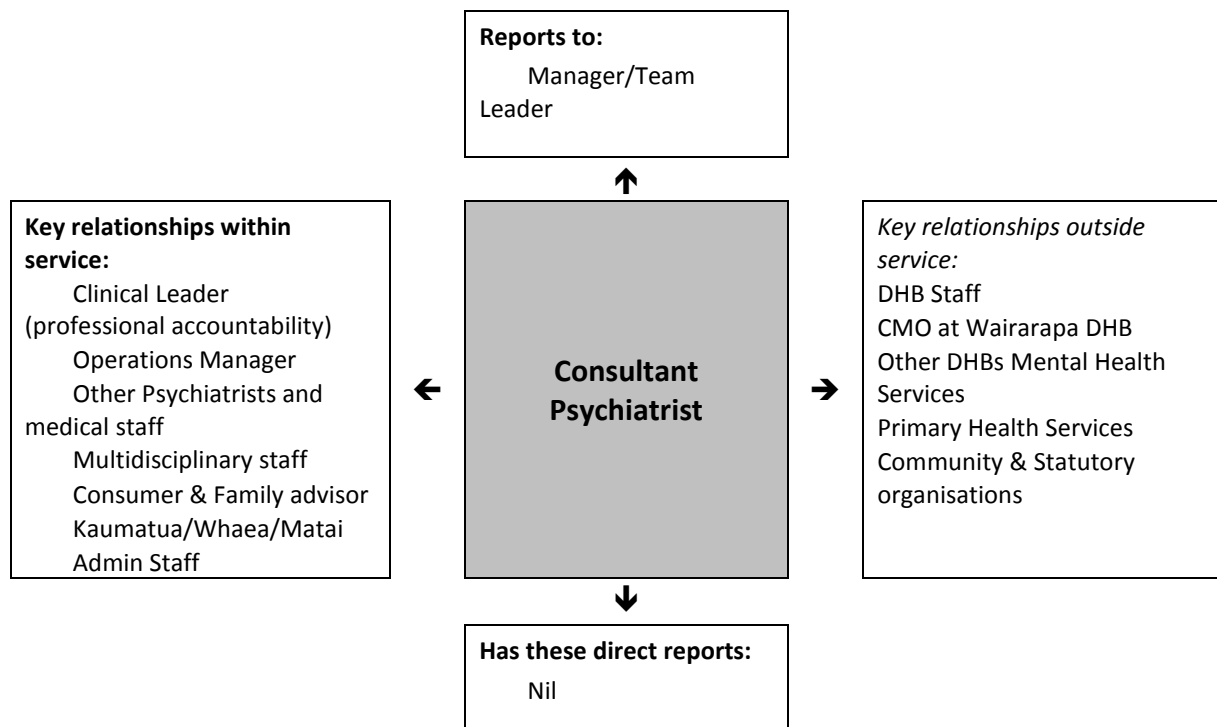 Reports to:
Manager/Team
Leader
Key relationships within
service:
Clinical Leader
(professional accountability)
Operations Manager
Other Psychiatrists and
medical staff
Multidisciplinary staff
Consumer & Family advisor
Kaumatua/Whaea/Matai
Admin Staff
Consultant
Psychiatrist
Key relationships outside
service:
DHB Staff
CMO at Wairarapa DHB
Other DHBs Mental Health
Services
Primary Health Services
Community & Statutory
organisations
Has these direct reports:
Nil